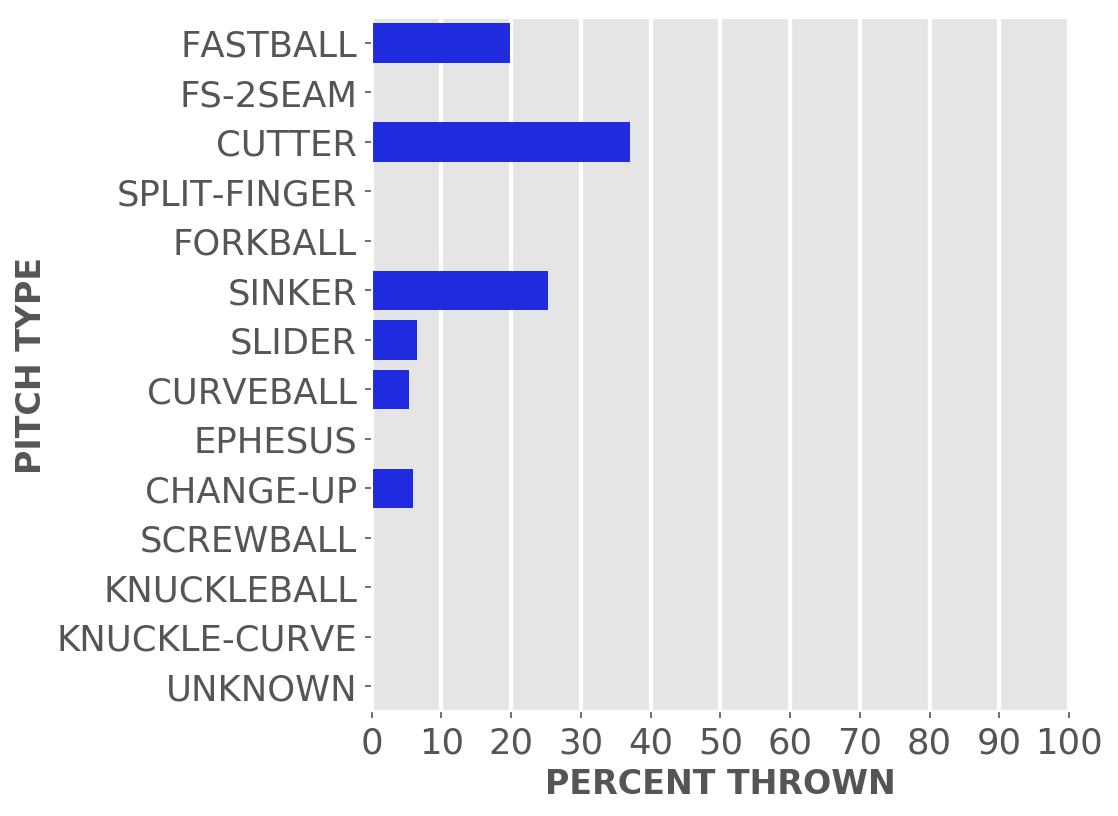 FASTBALL
FS-2SEAM
CUTTER
SPLIT-FINGER
FORKBALL
SINKER
SLIDER
CURVEBALL
EPHESUS
CHANGE-UP
SCREWBALL
KNUCKLEBALL
KNUCKLE-CURVE
UNKNOWN
PITCH TYPE
0 10 20 30 40 50 60 70 80 90 100
PERCENT THROWN